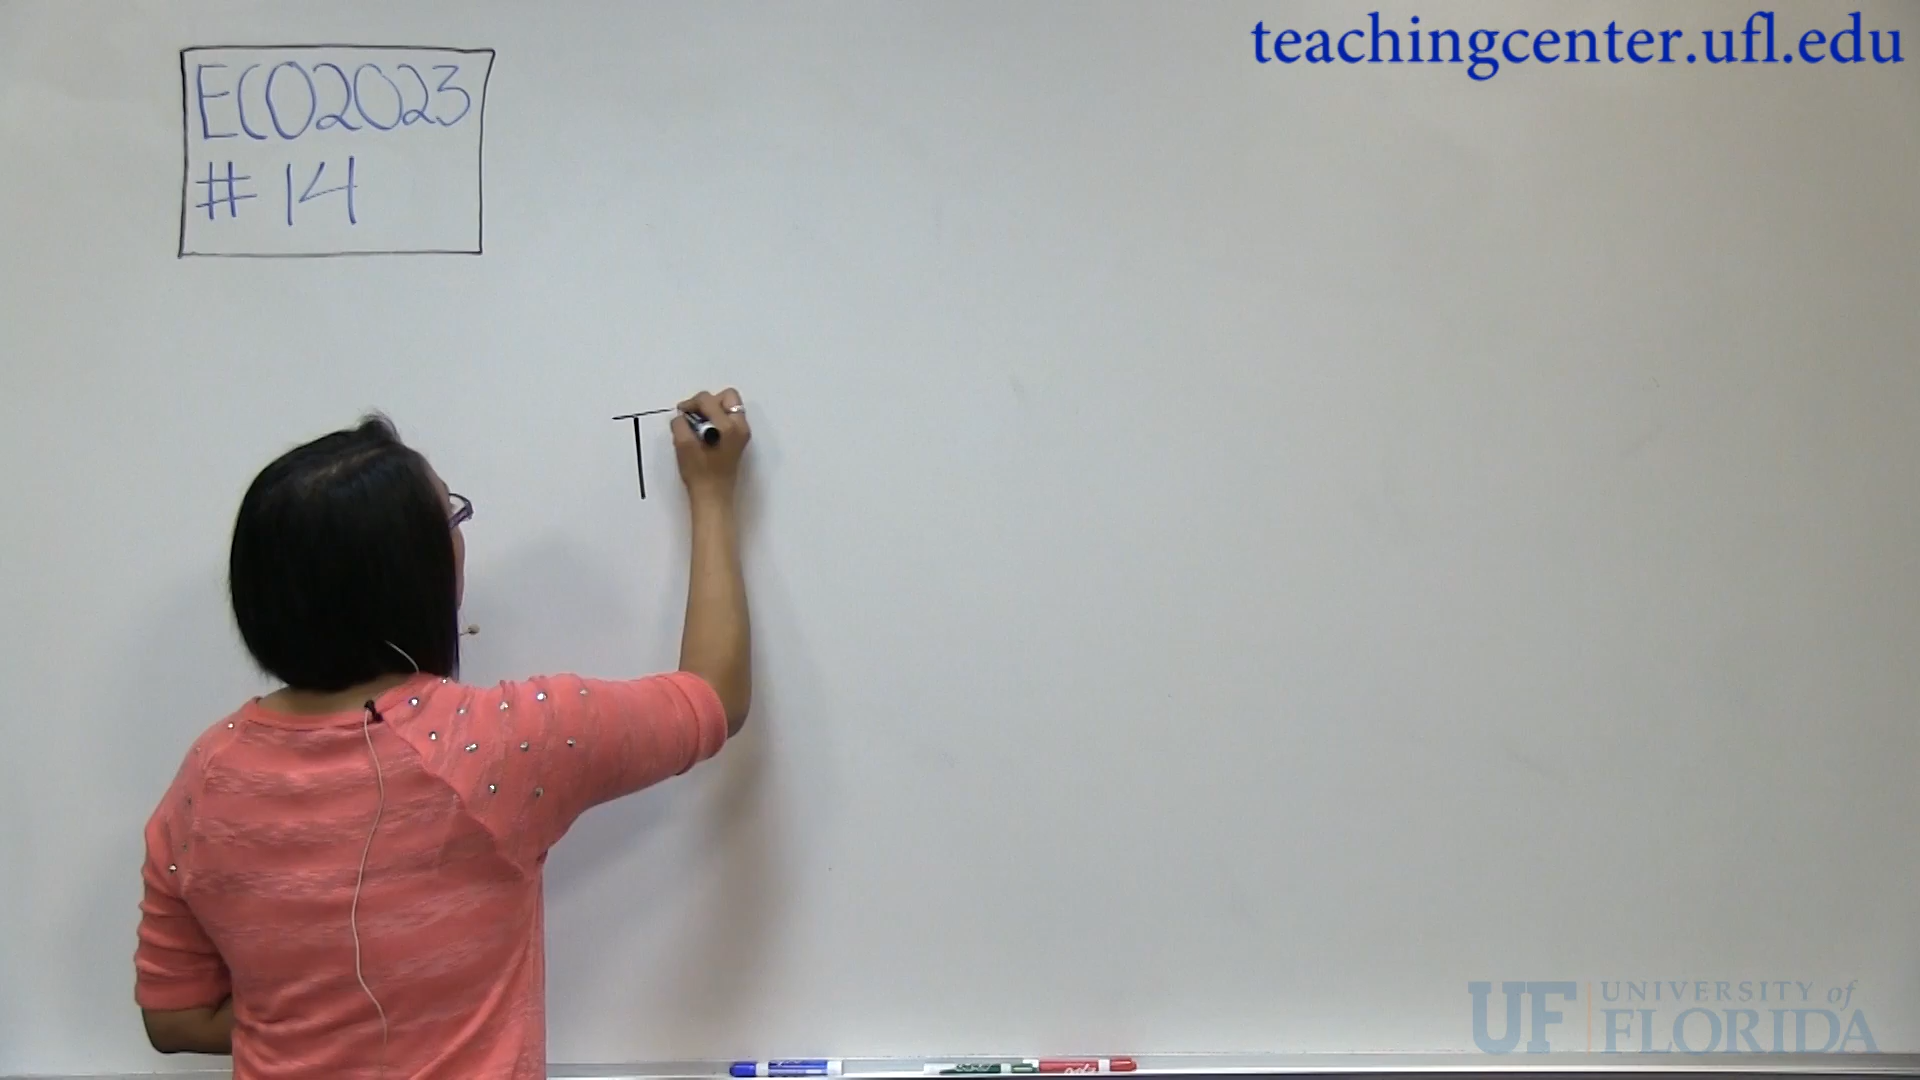 teachingcenter.ufl.edu
ECO2023
# 14
T
UF UNIVERSITY of
FLORIDA